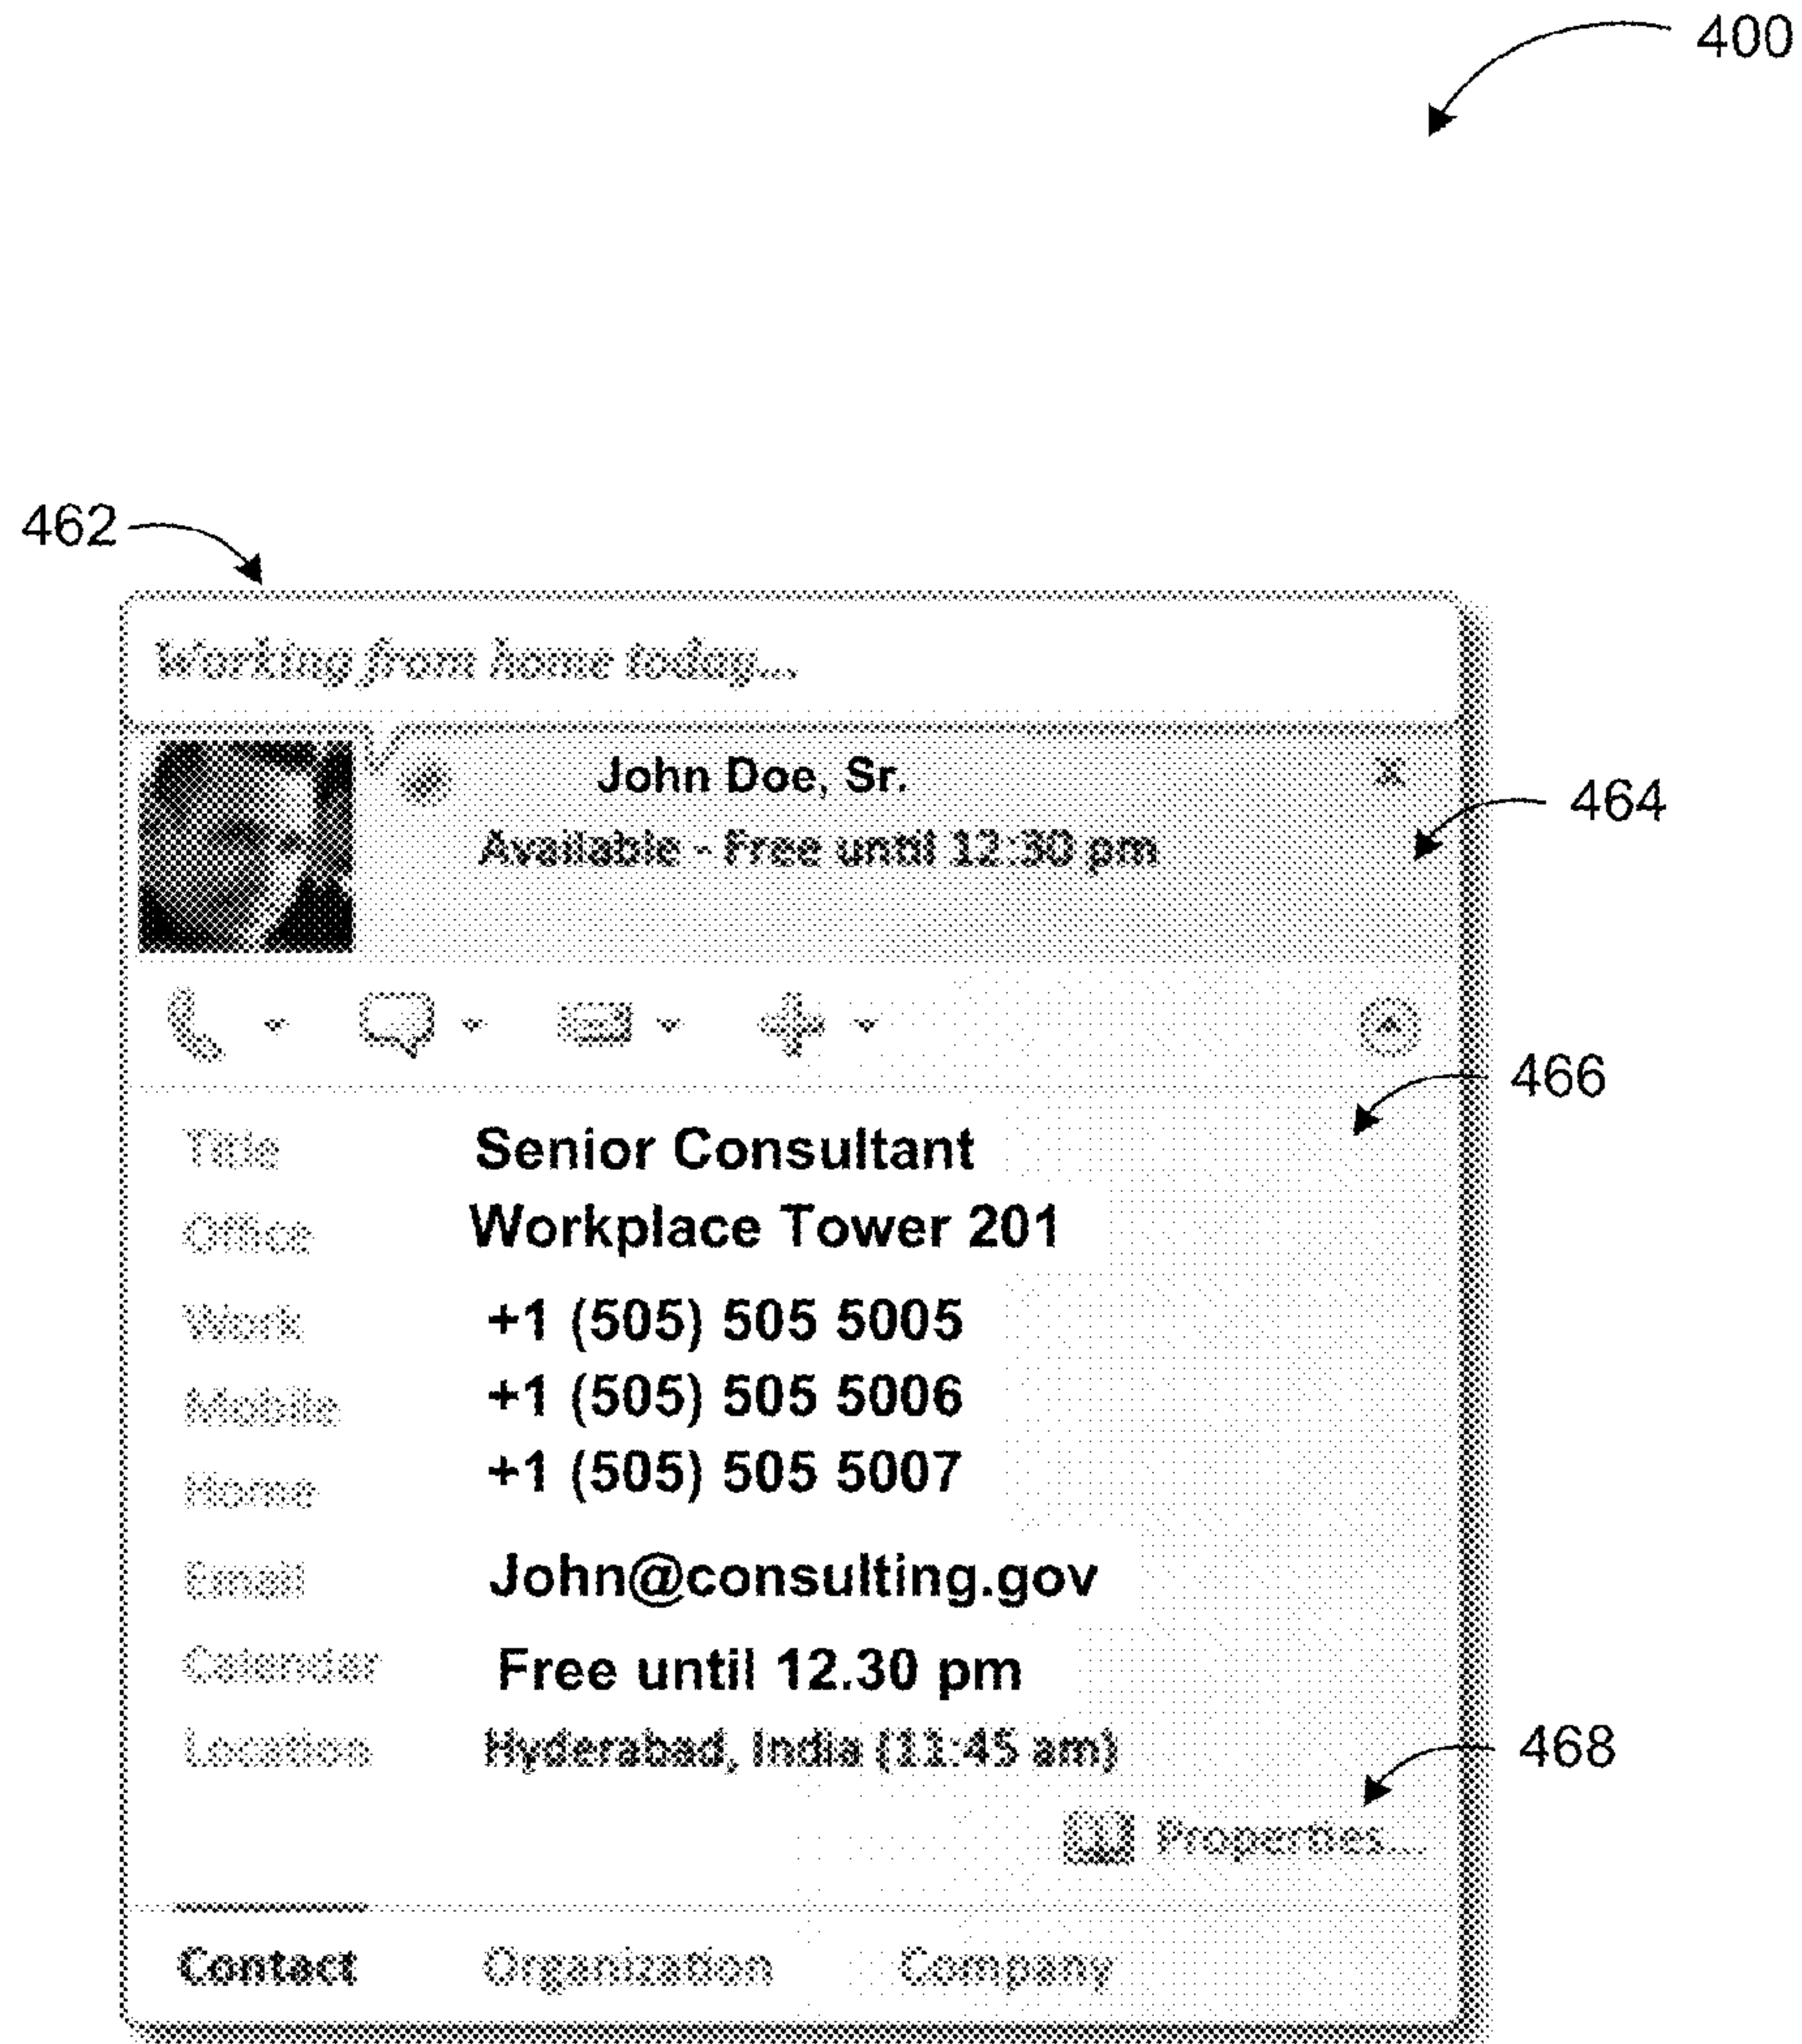 400
462
Working from home today...
John Doe, Sr.
464
Available - Free until 12:30 pm
466
Title Senior Consultant
Office Workplace Tower 201
Work +1 (505) 505 5005
Mobile +1 (505) 505 5006
Home +1 (505) 505 5007
Email John@consulting.gov
Calendar Free until 12.30 pm
Location Hyderabad, India (11:45 am)
468
Properties...
Contact Organization Company